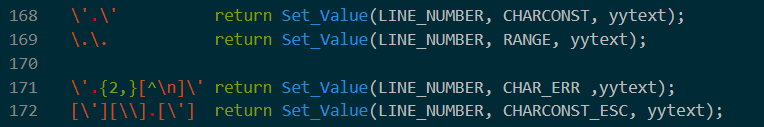 168 \'.\' return Set_Value(LINE_NUMBER, CHARCONST, yytext);
169 \.\. return Set_Value(LINE_NUMBER, RANGE, yytext);
170
171 \'.{2,}[^\n]\' return Set_Value(LINE_NUMBER, CHAR_ERR ,yytext);
172 [\'][\\].[\'] return Set_Value(LINE_NUMBER, CHARCONST_ESC, yytext);